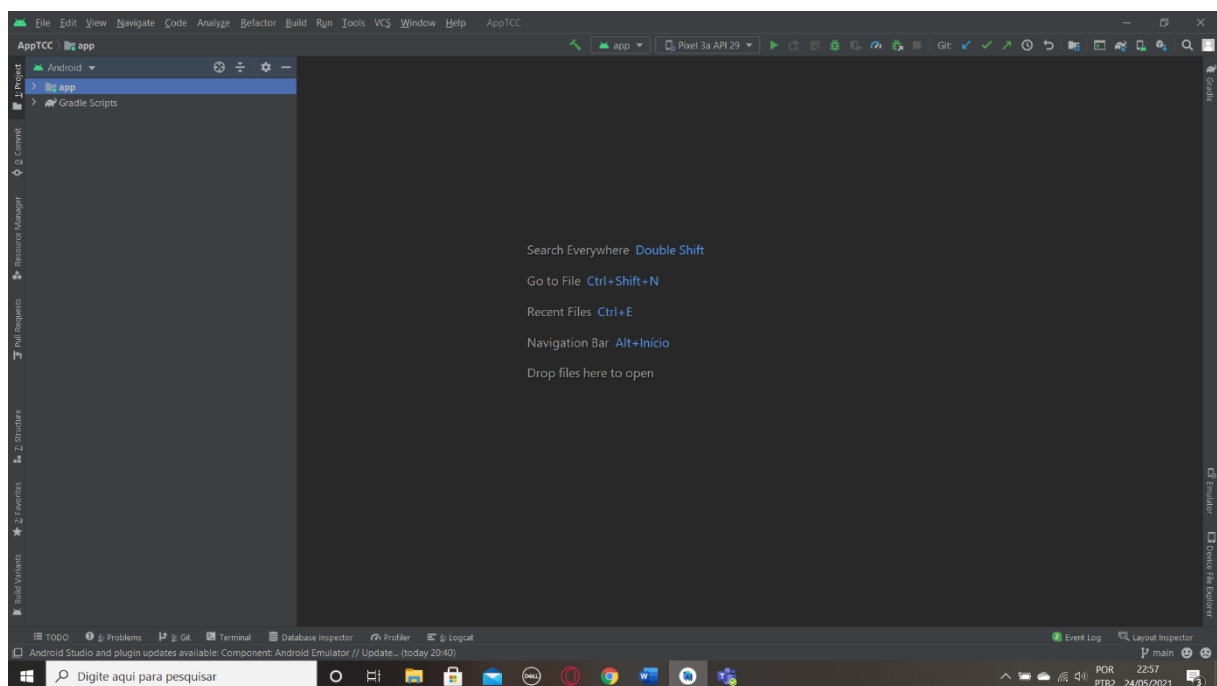 File Edit View Navigate Code Analyze Refactor Build Run Tools VCS Window Help AppTCC
AppTCC app
app Pixel 3a API 29 Git:
Android
app
Gradle Scripts
1: Project
0: Commit
Resource Manager
Pull Requests
7: Structure
2: Favorites
Build Variants
Search Everywhere Double Shift
Go to File Ctrl+Shift+N
Recent Files Ctrl+E
Navigation Bar Alt+Início
Drop files here to open
Gradle
Emulator
Device File Explorer
TODO 6: Problems 9: Git Terminal Database Inspector Profiler 6: Logcat 2 Event Log Layout Inspector
Android Studio and plugin updates available: Component: Android Emulator // Update... (today 20:40) main
Digite aqui para pesquisar
DELL
POR 22:57
PTB2 24/05/2021 3